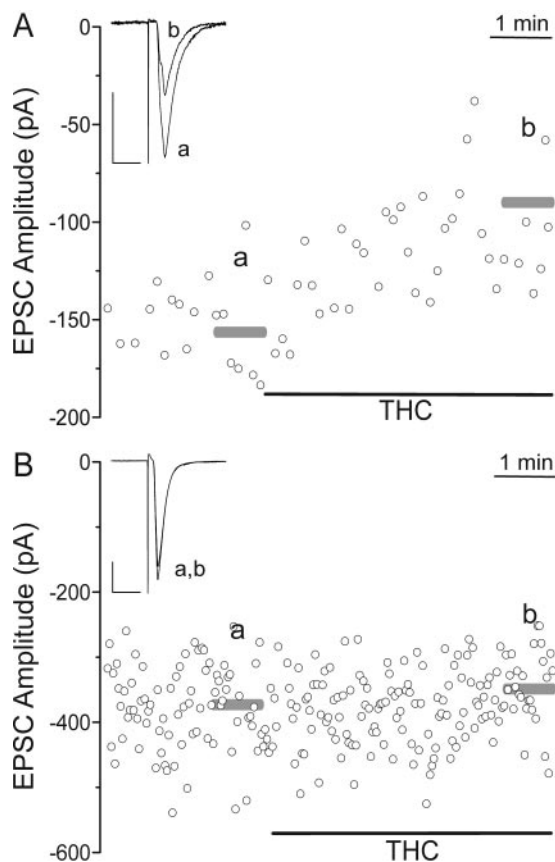 A
0
-50
-100
-150
-200
EPSC Amplitude (pA)
b
a
1 min
a
b
THC
B
0
-200
-400
-600
EPSC Amplitude (pA)
a,b
1 min
a
b
THC